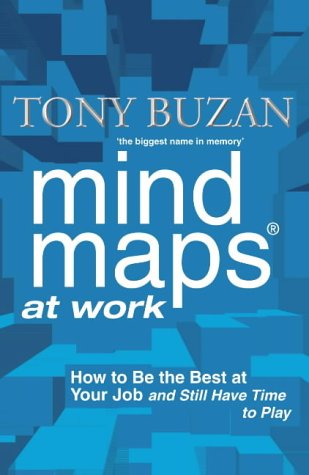 TONY BUZAN
'the biggest name in memory'
mind
maps®
at work
How to Be the Best at
Your Job and Still Have Time
to Play